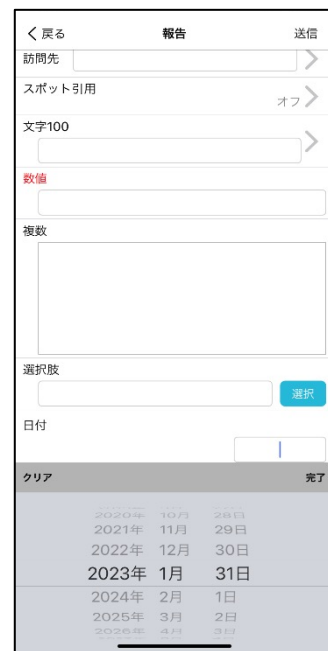 戻る 報告 送信
訪問先
スポット引用
オフ
文字100
数値
複数
選択肢
選択
日付
クリア 完了
2020年 10月 28日
2021年 11月 29日
2022年 12月 30日
2023年 1月 31日
2024年 2月 1日
2025年 3月 2日
2026年 4月 3日